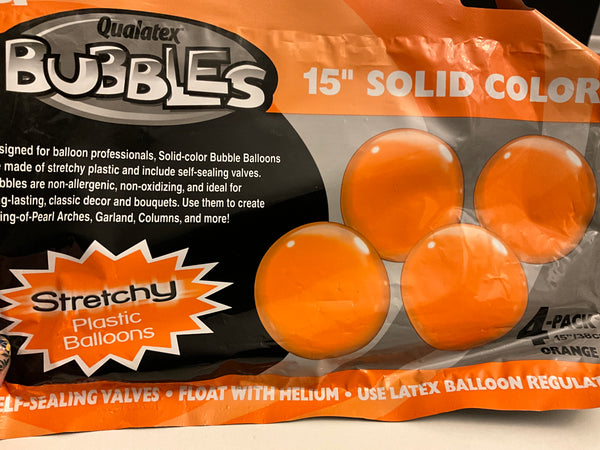 Qualatex
BUBBLES
15" SOLID COLOR
signed for balloon professionals, Solid-color Bubble Balloons
made of stretchy plastic and include self-sealing valves.
bbles are non-allergenic, non-oxidizing, and ideal for
g-lasting, classic decor and bouquets. Use them to create
ing-of-Pearl Arches, Garland, Columns, and more!
Stretchy
Plastic
Balloons
4-PACK
15"/38c
ORANGE
ELF-SEALING VALVES • FLOAT WITH HELIUM • USE LATEX BALLOON REGULAT